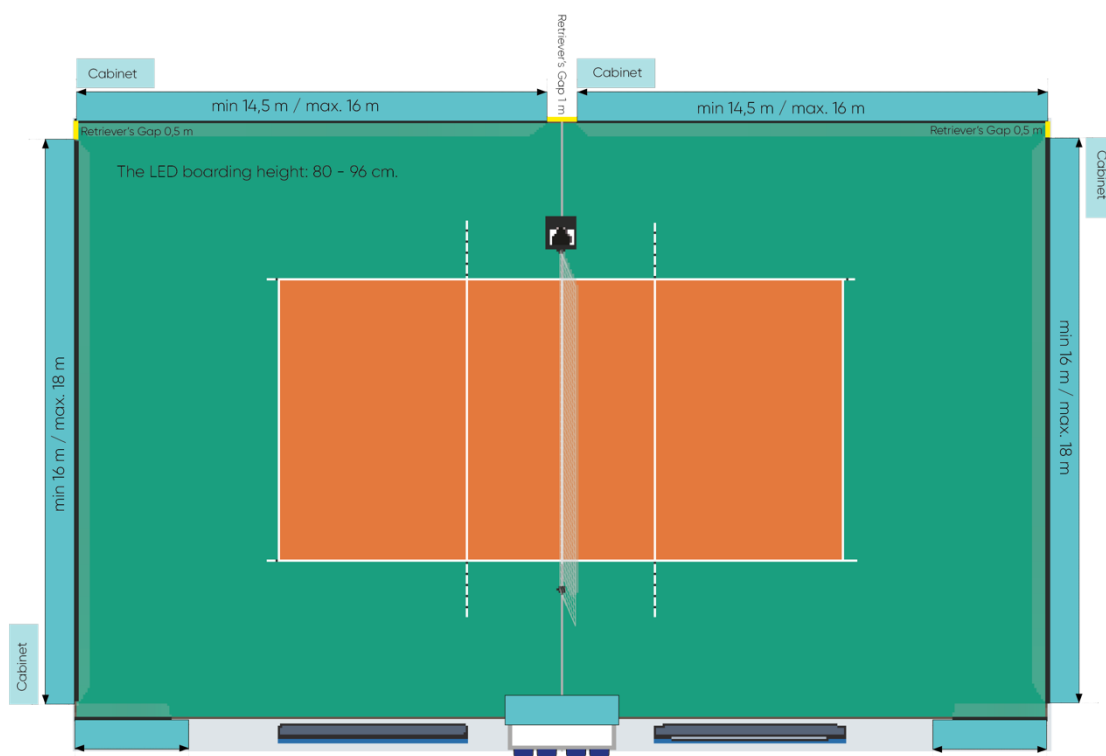 Retriever's Gap 1 m
Cabinet
Cabinet
min 14,5 m / max. 16 m
min 14,5 m / max. 16 m
Retriever's Gap 0,5 m
Retriever's Gap 0,5 m
The LED boarding height: 80 - 96 cm.
Cabinet
min 16 m / max. 18 m
min 16 m / max. 18 m
Cabinet